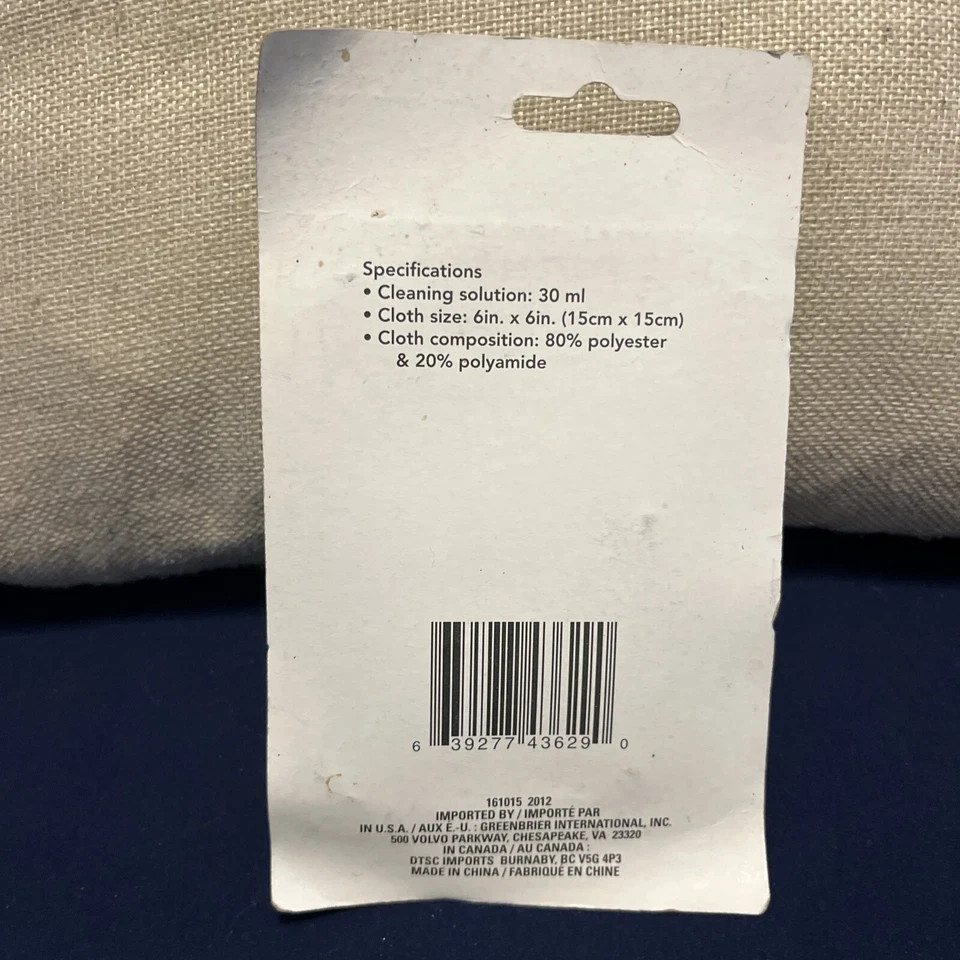 Specifications
• Cleaning solution: 30 ml
• Cloth size: 6in. x 6in. (15cm x 15cm)
• Cloth composition: 80% polyester
& 20% polyamide
6 39277 43629 0
161015 2012
IMPORTED BY / IMPORTÉ PAR
IN U.S.A. / AUX É.-U. : GREENBRIER INTERNATIONAL, INC.
500 VOLVO PARKWAY, CHESAPEAKE, VA 23320
IN CANADA / AU CANADA :
DTSC IMPORTS BURNABY, BC V5G 4P3
MADE IN CHINA / FABRIQUÉ EN CHINE